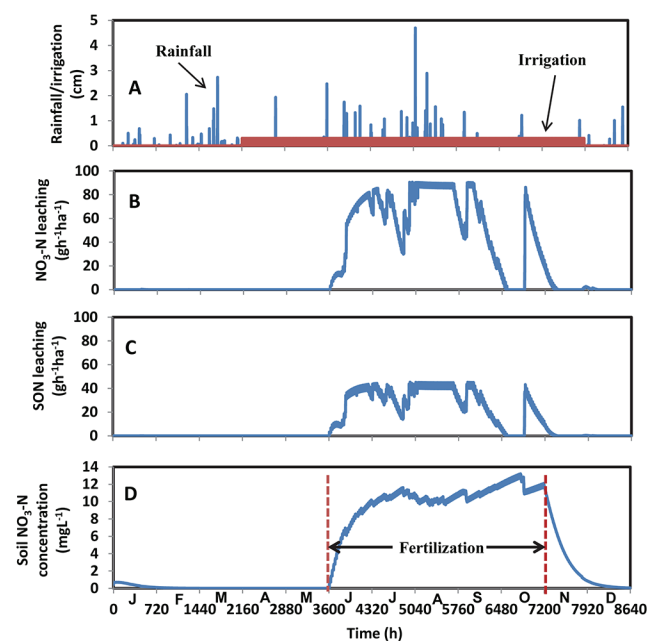 Rainfall/irrigation
(cm)
5
4
3
2
1
0
A
Rainfall
Irrigation
NO₃-N leaching
(gh⁻¹ha⁻¹)
100
80
60
40
20
0
B
SON leaching
(gh⁻¹ha⁻¹)
100
80
60
40
20
0
C
Soil NO₃-N
concentration
(mgL⁻¹)
14
12
10
8
6
4
2
0
D
Fertilization
J F M A M J J A S O N D
0 720 1440 2160 2880 3600 4320 5040 5760 6480 7200 7920 8640
Time (h)